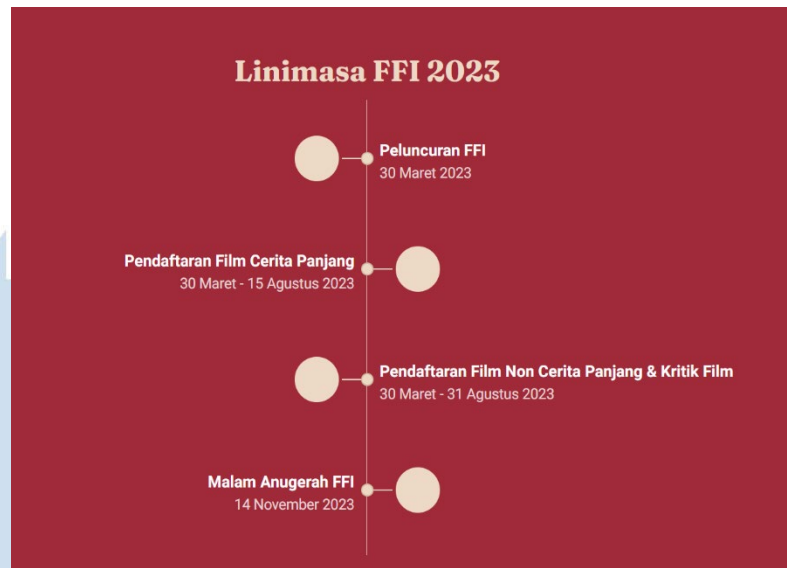 Linimasa FFI 2023
Peluncuran FFI
30 Maret 2023
Pendaftaran Film Cerita Panjang
30 Maret - 15 Agustus 2023
Pendaftaran Film Non Cerita Panjang & Kritik Film
30 Maret - 31 Agustus 2023
Malam Anugerah FFI
14 November 2023